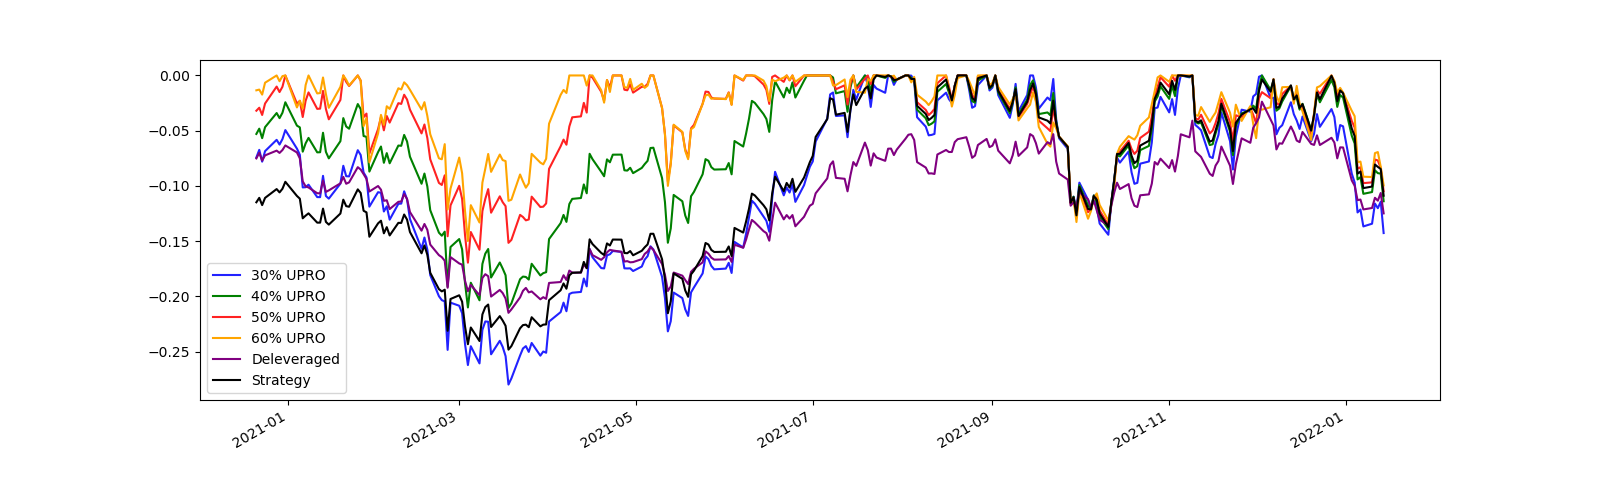 0.00
−0.05
−0.10
−0.15
−0.20
−0.25
30% UPRO
40% UPRO
50% UPRO
60% UPRO
Deleveraged
Strategy
2021-01
2021-03
2021-05
2021-07
2021-09
2021-11
2022-01